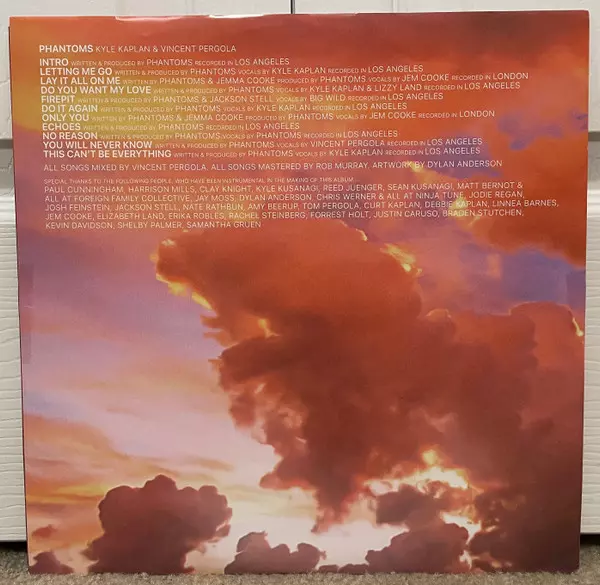 PHANTOMS KYLE KAPLAN & VINCENT PERGOLA
INTRO WRITTEN & PRODUCED BY PHANTOMS RECORDED IN LOS ANGELES
LETTING ME GO WRITTEN & PRODUCED BY PHANTOMS VOCALS BY KYLE KAPLAN RECORDED IN LOS ANGELES
LAY IT ALL ON ME WRITTEN & PRODUCED BY PHANTOMS & JEMMA COOKE VOCALS BY JEM COOKE RECORDED IN LONDON
DO YOU WANT MY LOVE WRITTEN & PRODUCED BY PHANTOMS VOCALS BY KYLE KAPLAN & LIZZY LAND RECORDED IN LOS ANGELES
FIREPIT WRITTEN & PRODUCED BY PHANTOMS & JACKSON STELL VOCALS BY BIG WILD RECORDED IN LOS ANGELES
DO IT AGAIN WRITTEN & PRODUCED BY PHANTOMS VOCALS BY KYLE KAPLAN RECORDED IN LOS ANGELES
ONLY YOU WRITTEN BY PHANTOMS & JEMMA COOKE PRODUCED BY PHANTOMS VOCALS BY JEM COOKE RECORDED IN LONDON
ECHOES WRITTEN & PRODUCED BY PHANTOMS RECORDED IN LOS ANGELES
NO REASON WRITTEN & PRODUCED BY PHANTOMS RECORDED IN LOS ANGELES
YOU WILL NEVER KNOW WRITTEN & PRODUCED BY PHANTOMS VOCALS BY VINCENT PERGOLA RECORDED IN LOS ANGELES
THIS CAN'T BE EVERYTHING WRITTEN & PRODUCED BY PHANTOMS VOCALS BY KYLE KAPLAN RECORDED IN LOS ANGELES
ALL SONGS MIXED BY VINCENT PERGOLA. ALL SONGS MASTERED BY ROB MURRAY. ARTWORK BY DYLAN ANDERSON
SPECIAL THANKS TO THE FOLLOWING PEOPLE, WHO HAVE BEEN INSTRUMENTAL IN THE MAKING OF THIS ALBUM...
PAUL CUNNINGHAM, HARRISON MILLS, CLAY KNIGHT, KYLE KUSANAGI, REED JUENGER, SEAN KUSANAGI, MATT BERNOT &
ALL AT FOREIGN FAMILY COLLECTIVE, JAY MOSS, DYLAN ANDERSON, CHRIS WERNER & ALL AT NINJA TUNE, JODIE REGAN,
JOSH FEINSTEIN, JACKSON STELL, NATE RATHBUN, AMY BEERUP, TOM PERGOLA, CURT KAPLAN, DEBBIE KAPLAN, LINNEA BARNES,
JEM COOKE, ELIZABETH LAND, ERIKA ROBLES, RACHEL STEINBERG, FORREST HOLT, JUSTIN CARUSO, BRADEN STUTCHEN,
KEVIN DAVIDSON, SHELBY PALMER, SAMANTHA GRUEN